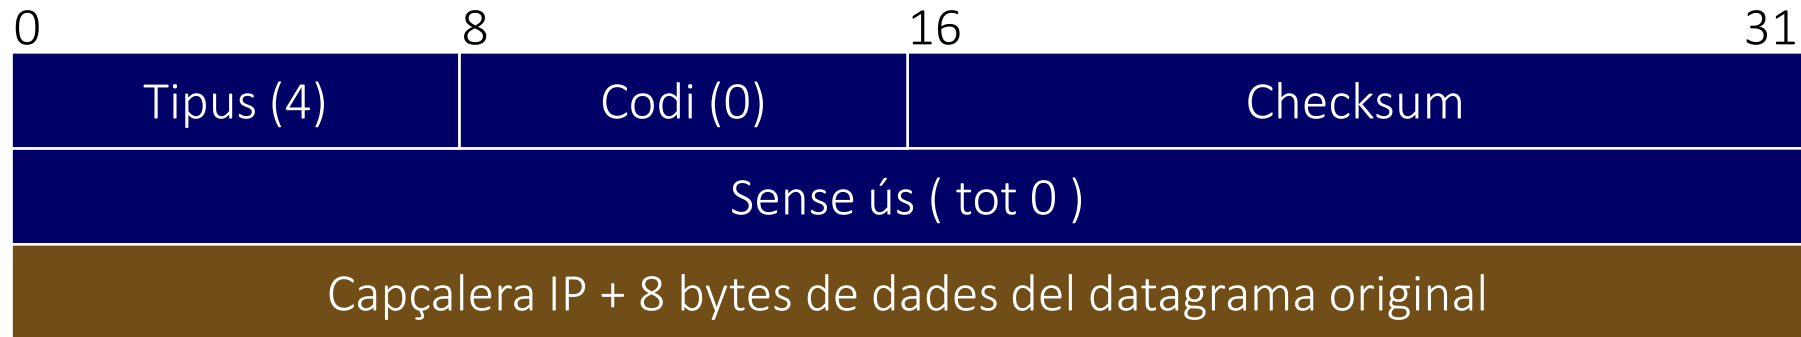 0 8 16 31
Tipus (4) Codi (0) Checksum
Sense ús ( tot 0 )
Capçalera IP + 8 bytes de dades del datagrama original